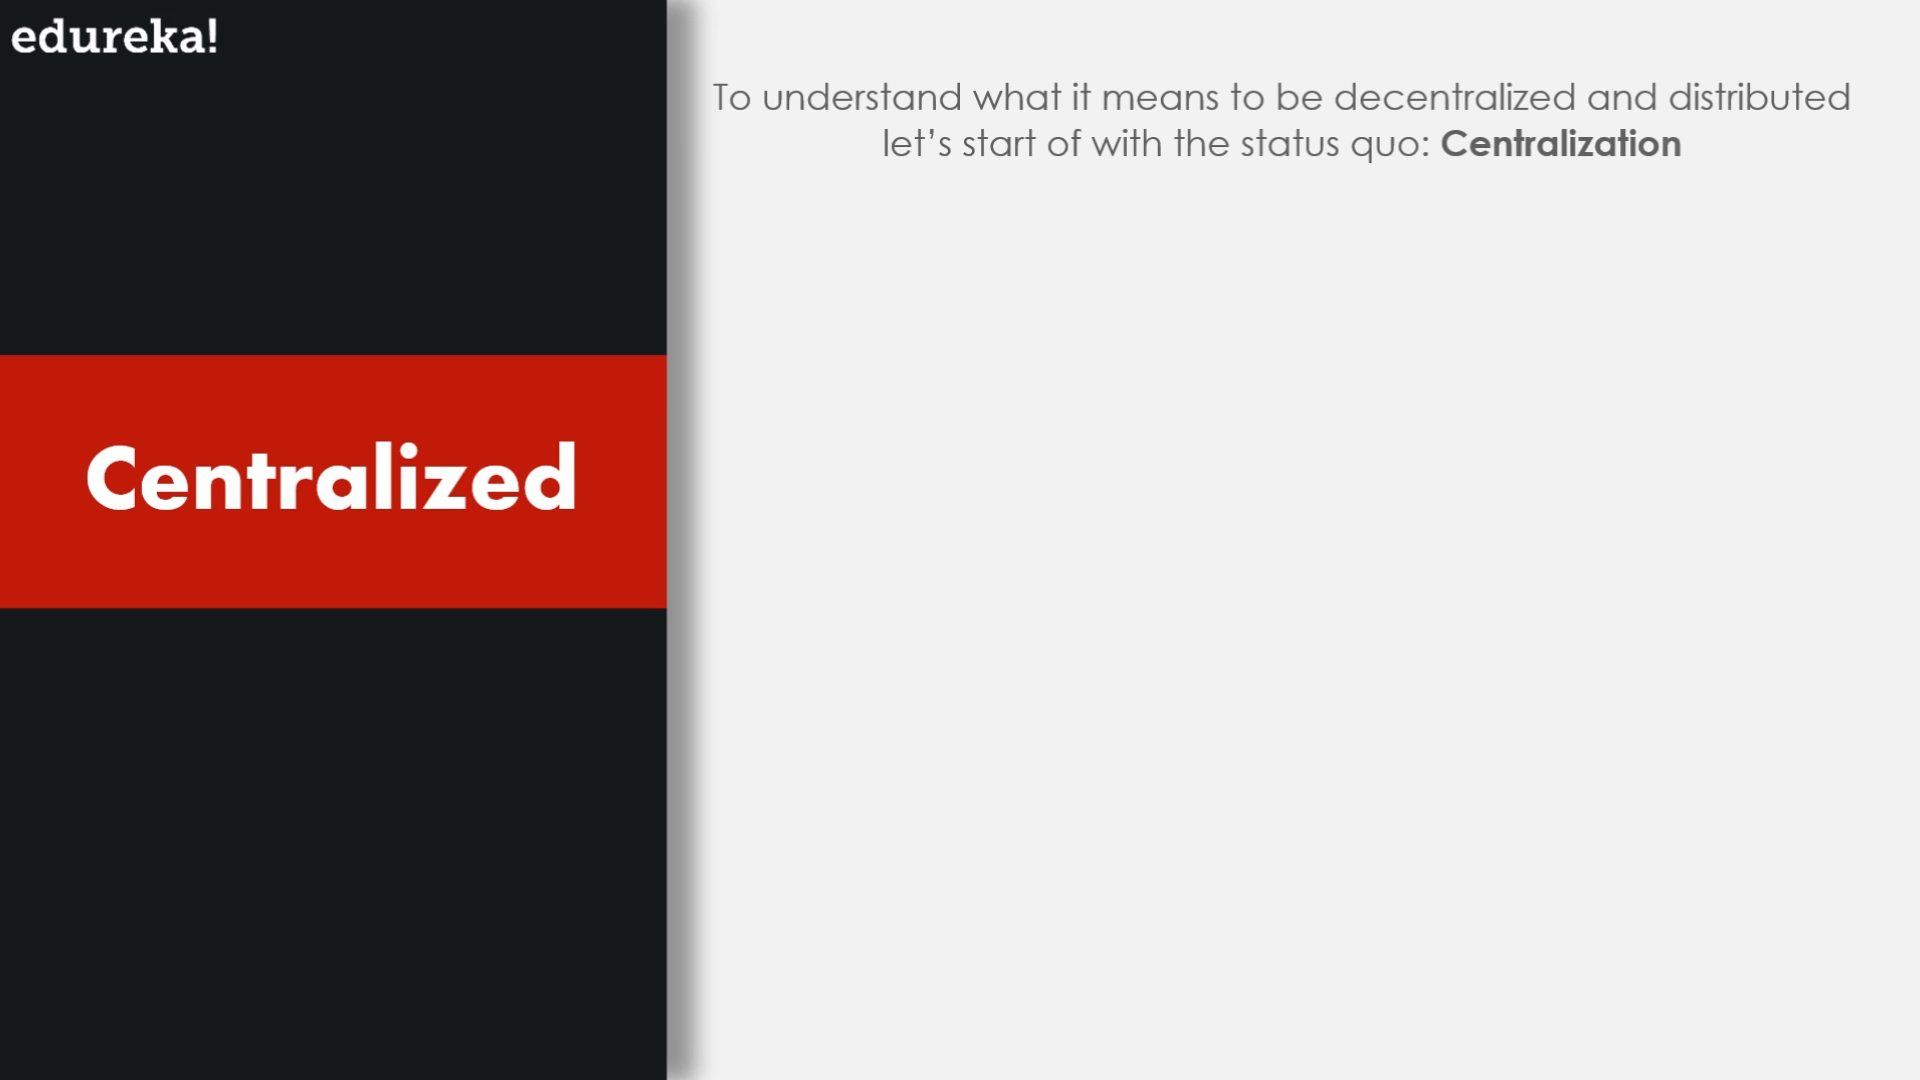 edureka!
To understand what it means to be decentralized and distributed
let’s start of with the status quo: Centralization
Centralized